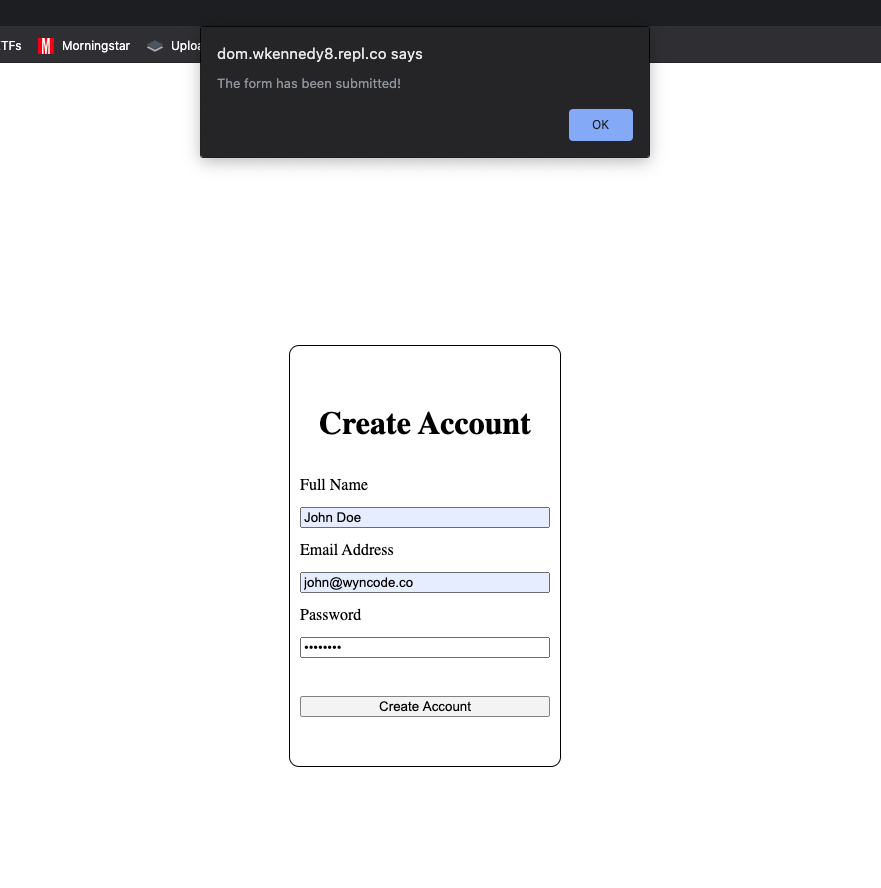 TFs Morningstar
dom.wkennedy8.repl.co says
The form has been submitted!
OK
Create Account
Full Name
John Doe
Email Address
john@wyncode.co
Password
••••••••
Create Account